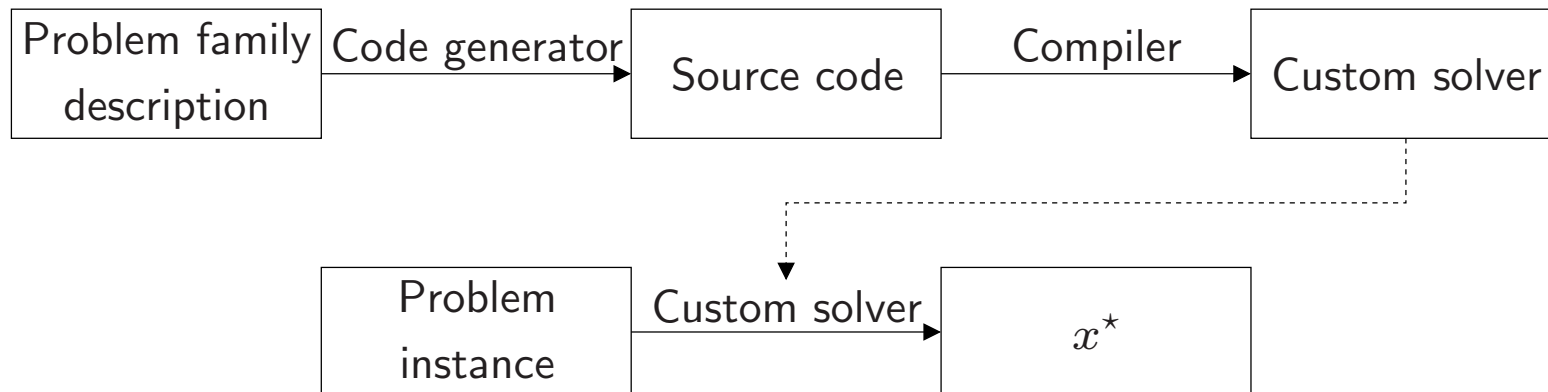 Problem family
description
Code generator
Source code
Compiler
Custom solver
Problem
instance
Custom solver
x⋆